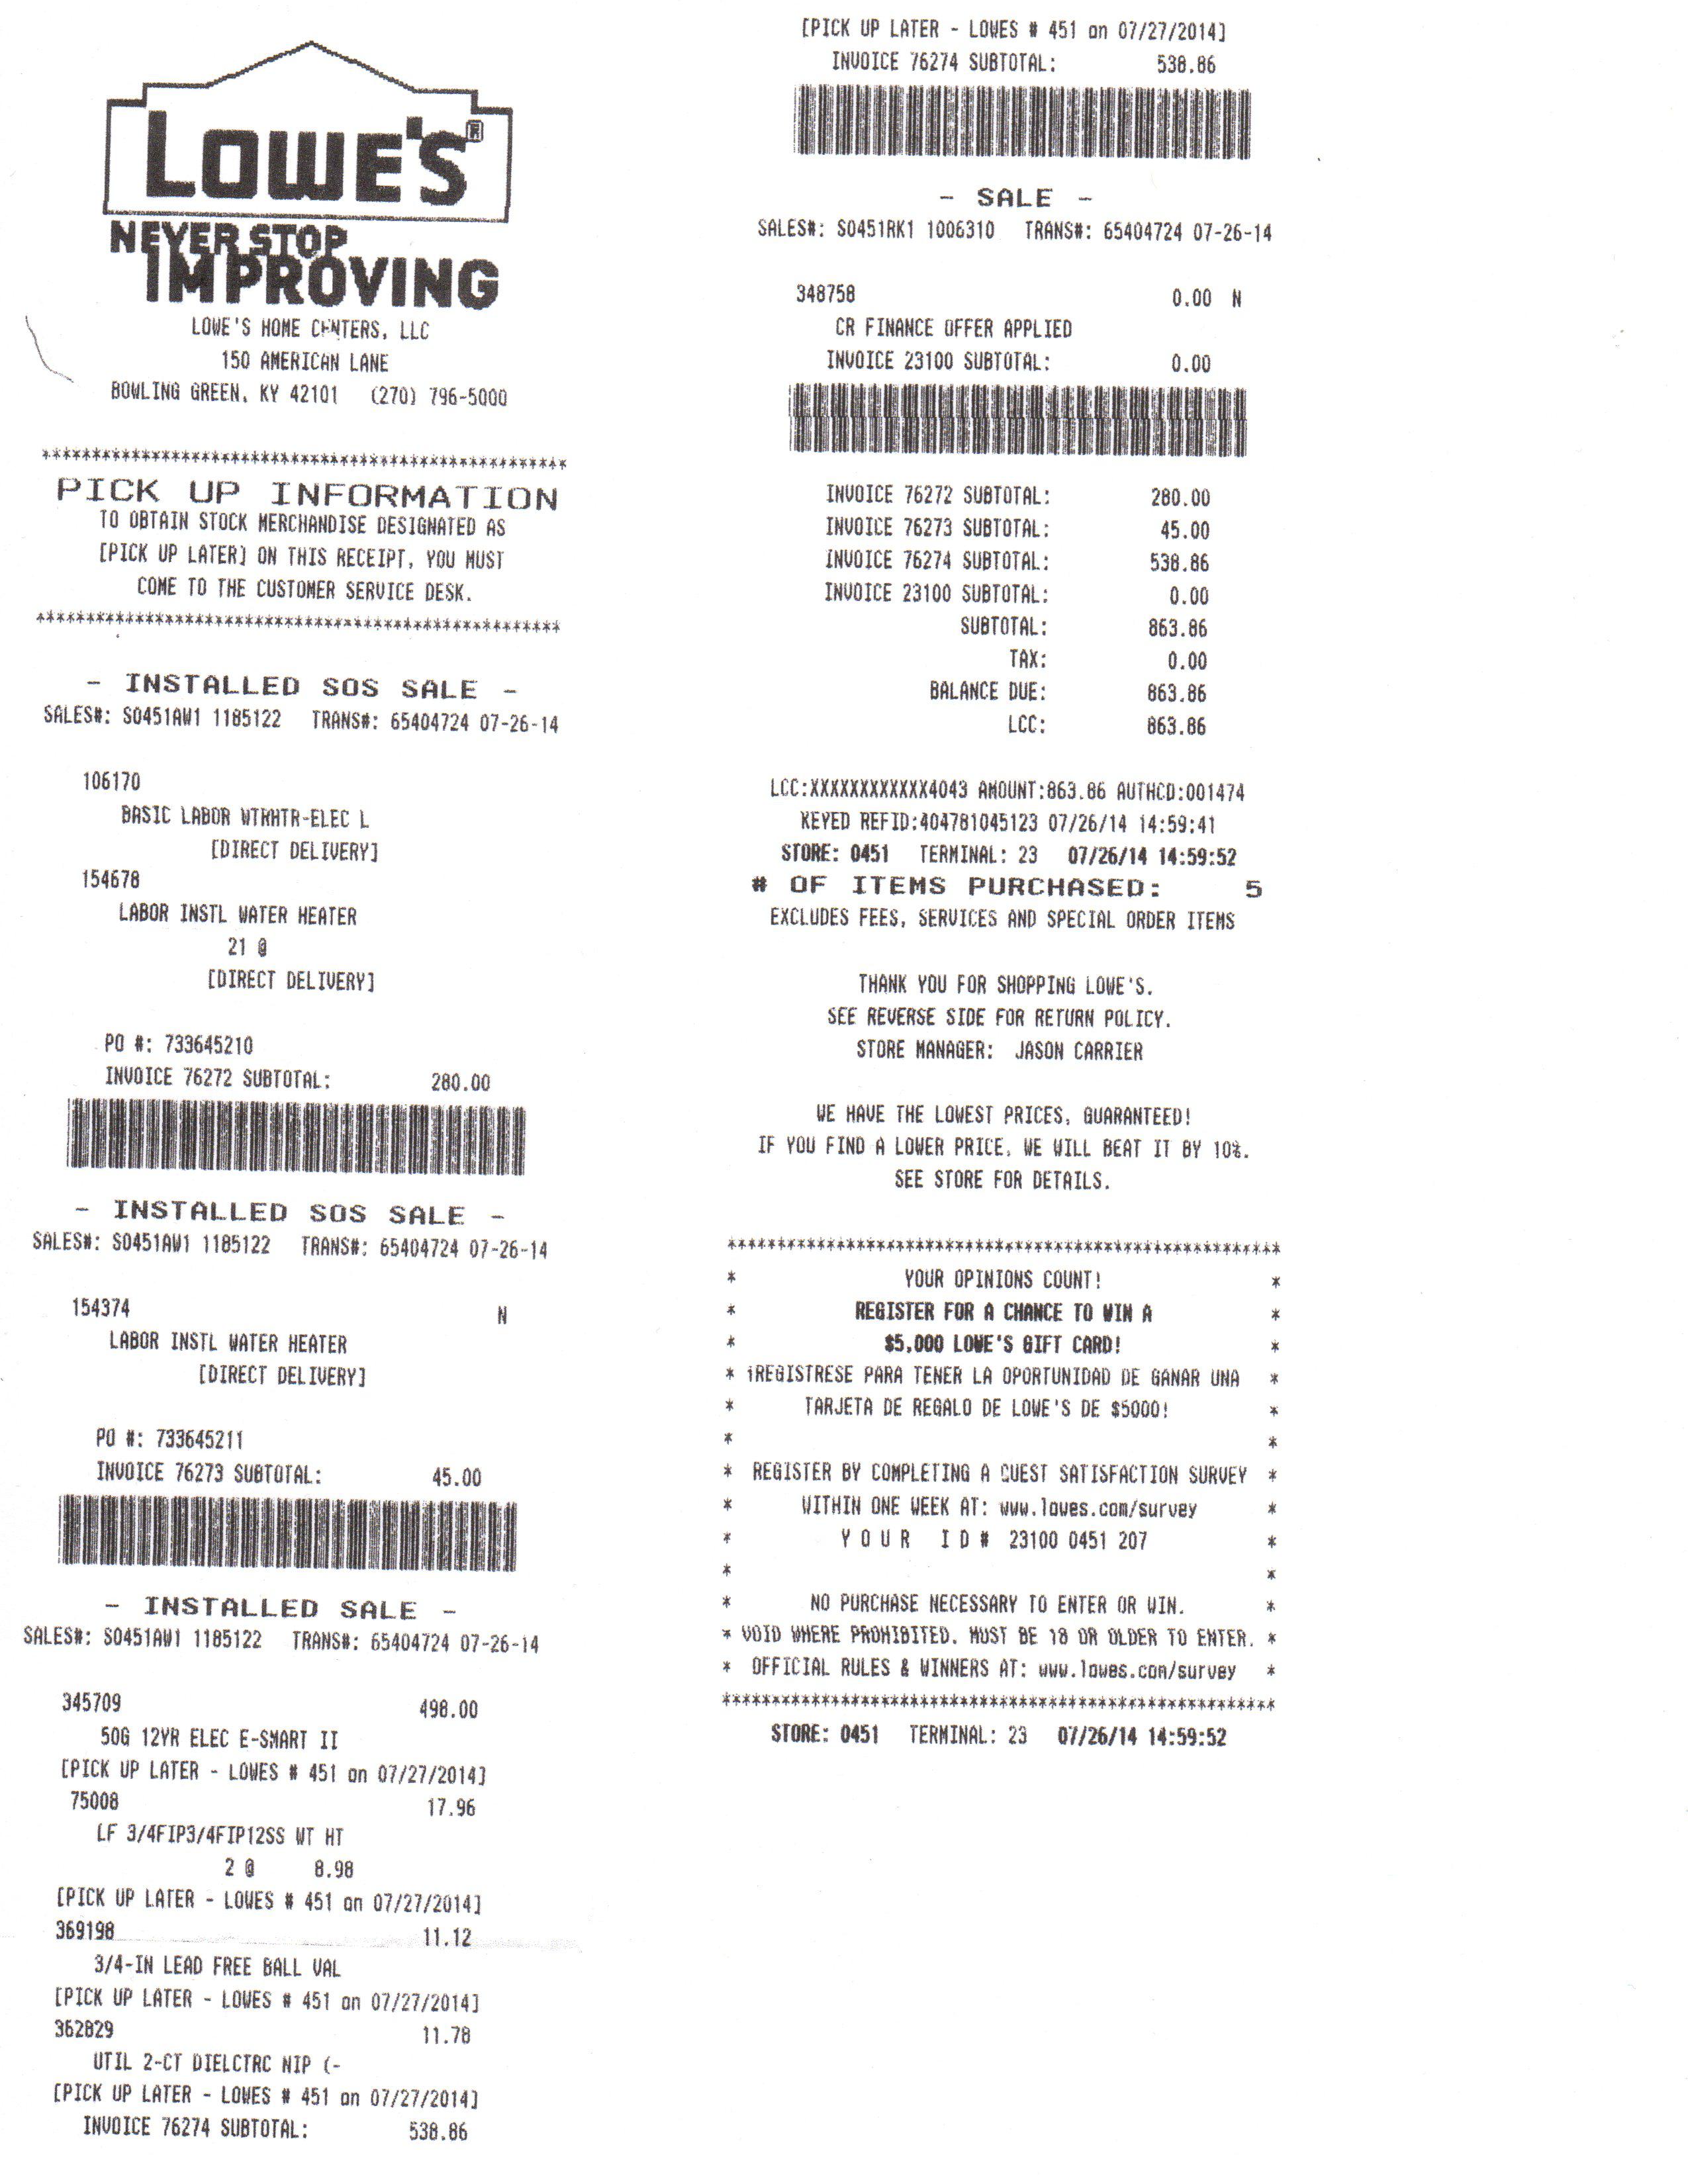 LOWE'S®
NEVER STOP
IMPROVING
LOWE'S HOME CENTERS, LLC
150 AMERICAN LANE
BOWLING GREEN, KY 42101 (270) 796-5000
*****************************************************
PICK UP INFORMATION
TO OBTAIN STOCK MERCHANDISE DESIGNATED AS
[PICK UP LATER] ON THIS RECEIPT, YOU MUST
COME TO THE CUSTOMER SERVICE DESK.
*****************************************************
- INSTALLED SOS SALE -
SALES#: S0451AW1 1185122 TRANS#: 65404724 07-26-14
106170
BASIC LABOR WTRHTR-ELEC L
[DIRECT DELIVERY]
154678
LABOR INSTL WATER HEATER
21 @
[DIRECT DELIVERY]
PO #: 733645210
INVOICE 76272 SUBTOTAL: 280.00
- INSTALLED SOS SALE -
SALES#: S0451AW1 1185122 TRANS#: 65404724 07-26-14
154374 N
LABOR INSTL WATER HEATER
[DIRECT DELIVERY]
PO #: 733645211
INVOICE 76273 SUBTOTAL: 45.00
- INSTALLED SALE -
SALES#: S0451AW1 1185122 TRANS#: 65404724 07-26-14
345709 498.00
50G 12YR ELEC E-SMART II
[PICK UP LATER - LOWES # 451 on 07/27/2014]
75008 17.96
LF 3/4FIP3/4FIP12SS WT HT
2 @ 8.98
[PICK UP LATER - LOWES # 451 on 07/27/2014]
369198 11.12
3/4-IN LEAD FREE BALL VAL
[PICK UP LATER - LOWES # 451 on 07/27/2014]
362829 11.78
UTIL 2-CT DIELCTRC NIP (-
[PICK UP LATER - LOWES # 451 on 07/27/2014]
INVOICE 76274 SUBTOTAL: 538.86
[PICK UP LATER - LOWES # 451 on 07/27/2014]
INVOICE 76274 SUBTOTAL: 538.86
- SALE -
SALES#: S0451RK1 1006310 TRANS#: 65404724 07-26-14
348758 0.00 N
CR FINANCE OFFER APPLIED
INVOICE 23100 SUBTOTAL: 0.00
INVOICE 76272 SUBTOTAL: 280.00
INVOICE 76273 SUBTOTAL: 45.00
INVOICE 76274 SUBTOTAL: 538.86
INVOICE 23100 SUBTOTAL: 0.00
SUBTOTAL: 863.86
TAX: 0.00
BALANCE DUE: 863.86
LCC: 863.86
LCC:XXXXXXXXXXXX4043 AMOUNT:863.86 AUTHCD:001474
KEYED REFID:404781045123 07/26/14 14:59:41
STORE: 0451 TERMINAL: 23 07/26/14 14:59:52
# OF ITEMS PURCHASED: 5
EXCLUDES FEES, SERVICES AND SPECIAL ORDER ITEMS
THANK YOU FOR SHOPPING LOWE'S.
SEE REVERSE SIDE FOR RETURN POLICY.
STORE MANAGER: JASON CARRIER
WE HAVE THE LOWEST PRICES, GUARANTEED!
IF YOU FIND A LOWER PRICE, WE WILL BEAT IT BY 10%.
SEE STORE FOR DETAILS.
********************************************************
* YOUR OPINIONS COUNT! *
* REGISTER FOR A CHANCE TO WIN A *
* $5,000 LOWE'S GIFT CARD! *
* ¡REGISTRESE PARA TENER LA OPORTUNIDAD DE GANAR UNA *
* TARJETA DE REGALO DE LOWE'S DE $5000! *
* *
* REGISTER BY COMPLETING A GUEST SATISFACTION SURVEY *
* WITHIN ONE WEEK AT: www.lowes.com/survey *
* Y O U R I D # 23100 0451 207 *
* *
* NO PURCHASE NECESSARY TO ENTER OR WIN. *
* VOID WHERE PROHIBITED. MUST BE 18 OR OLDER TO ENTER. *
* OFFICIAL RULES & WINNERS AT: www.lowes.com/survey *
********************************************************
STORE: 0451 TERMINAL: 23 07/26/14 14:59:52